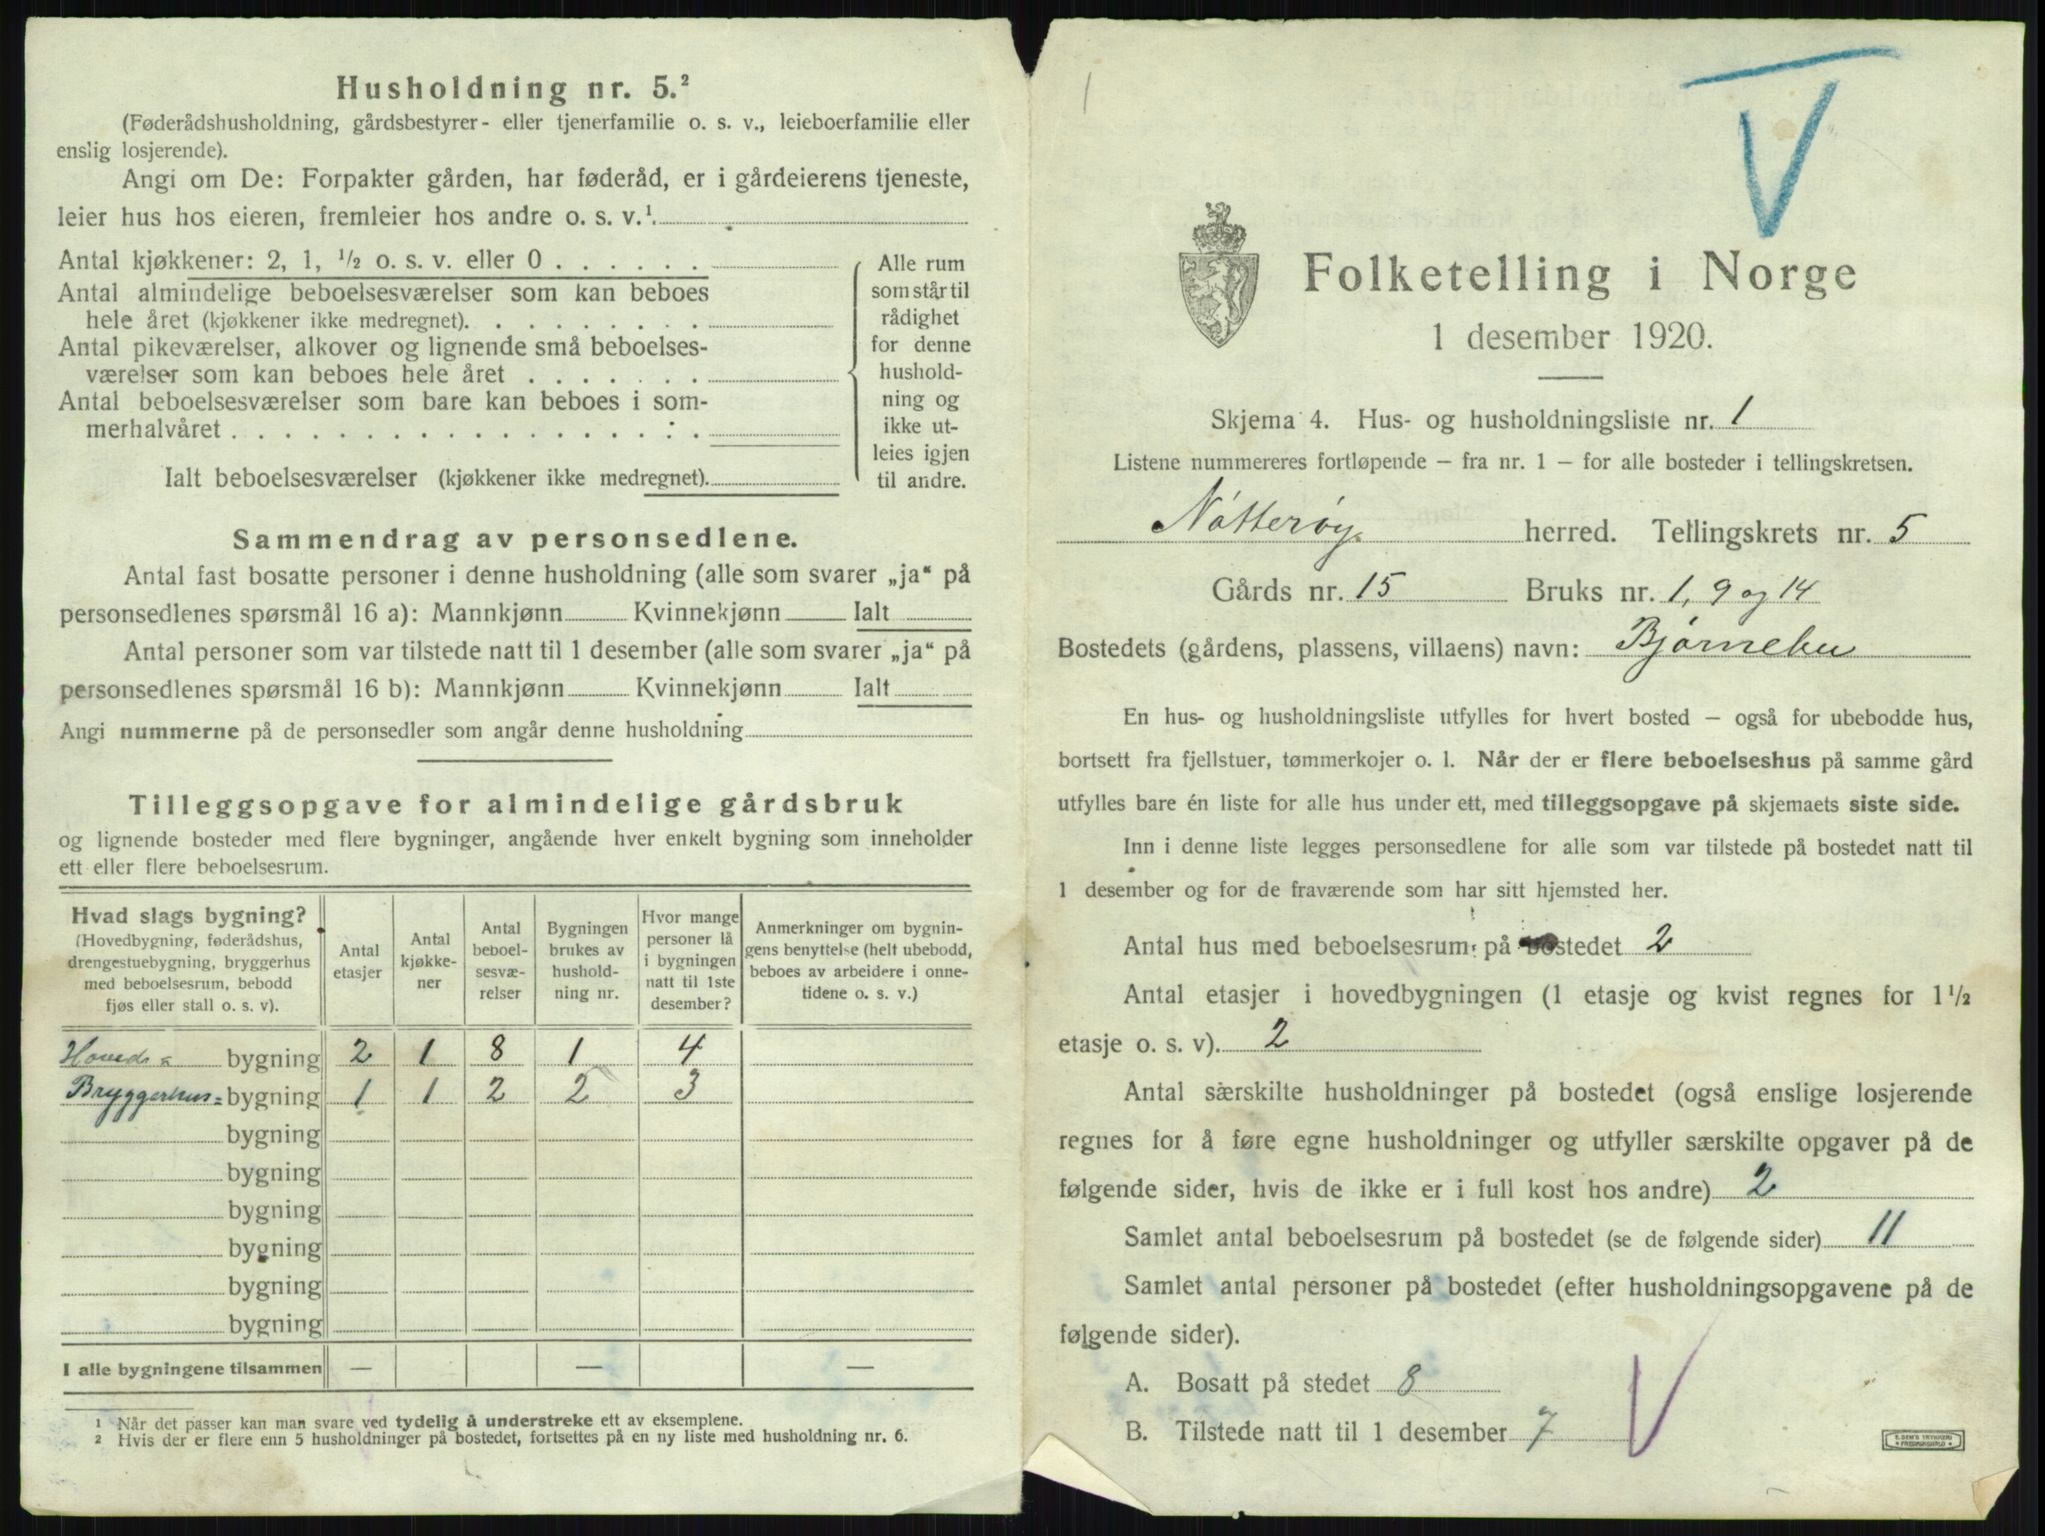 Husholdning nr. 5.²
(Føderådshusholdning, gårdsbestyrer- eller tjenerfamilie o. s. v., leieboerfamilie eller
enslig losjerende).
Angi om De: Forpakter gården, har føderåd, er i gårdeierens tjeneste,
leier hus hos eieren, fremleier hos andre o. s. v.¹
Antal kjøkkener: 2, 1, ½ o. s. v. eller 0
Antal almindelige beboelsesværelser som kan beboes
hele året (kjøkkener ikke medregnet).
Antal pikeværelser, alkover og lignende små beboelses-
værelser som kan beboes hele året
Antal beboelsesværelser som bare kan beboes i som-
merhalvåret
Ialt beboelsesværelser (kjøkkener ikke medregnet)
Alle rum
som står til
rådighet
for denne
hushold-
ning og
ikke ut-
leies igjen
til andre.
Sammendrag av personsedlene.
Antal fast bosatte personer i denne husholdning (alle som svarer „ja“ på
personsedlenes spørsmål 16 a): Mannkjønn Kvinnekjønn Ialt
Antal personer som var tilstede natt til 1 desember (alle som svarer „ja“ på
personsedlenes spørsmål 16 b): Mannkjønn Kvinnekjønn Ialt
Angi nummerne på de personsedler som angår denne husholdning
Tilleggsopgave for almindelige gårdsbruk
og lignende bosteder med flere bygninger, angående hver enkelt bygning som inneholder
ett eller flere beboelsesrum.
Hvad slags bygning?
(Hovedbygning, føderådshus,
drengestuebygning, bryggerhus
med beboelsesrum, bebodd
fjøs eller stall o. s. v).
Antal
etasjer
Antal
kjøkke-
ner
Antal
beboel-
sesvæ-
relser
Bygningen
brukes av
hushold-
ning nr.
Hvor mange
personer lå
i bygningen
natt til 1ste
desember?
Anmerkninger om bygnin-
gens benyttelse (helt ubebodd,
beboes av arbeidere i onne-
tidene o. s. v.)
Hoveds- bygning 2 1 8 1 4
Bryggerhus- bygning 1 1 2 2 3
bygning
bygning
bygning
bygning
bygning
bygning
I alle bygningene tilsammen — — —
¹ Når det passer kan man svare ved tydelig å understreke ett av eksemplene.
² Hvis der er flere enn 5 husholdninger på bostedet, fortsettes på en ny liste med husholdning nr. 6.
1
V
Folketelling i Norge
1 desember 1920.
Skjema 4. Hus- og husholdningsliste nr. 1
Listene nummereres fortløpende – fra nr. 1 – for alle bosteder i tellingskretsen.
Nötterøy herred. Tellingskrets nr. 5
Gårds nr. 15 Bruks nr. 1, 9 og 14
Bostedets (gårdens, plassens, villaens) navn: Bjørnebu
En hus- og husholdningsliste utfylles for hvert bosted – også for ubebodde hus,
bortsett fra fjellstuer, tømmerkojer o. l. Når der er flere beboelseshus på samme gård
utfylles bare én liste for alle hus under ett, med tilleggsopgave på skjemaets siste side.
Inn i denne liste legges personsedlene for alle som var tilstede på bostedet natt til
1 desember og for de fraværende som har sitt hjemsted her.
Antal hus med beboelsesrum på bostedet 2
Antal etasjer i hovedbygningen (1 etasje og kvist regnes for 1½
etasje o. s. v). 2
Antal særskilte husholdninger på bostedet (også enslige losjerende
regnes for å føre egne husholdninger og utfyller særskilte opgaver på de
følgende sider, hvis de ikke er i full kost hos andre) 2
Samlet antal beboelsesrum på bostedet (se de følgende sider) 11
Samlet antal personer på bostedet (efter husholdningsopgavene på de
følgende sider).
A. Bosatt på stedet 8
B. Tilstede natt til 1 desember 7
V
E. SEM'S TRYKKERI
FREDRIKSHALD